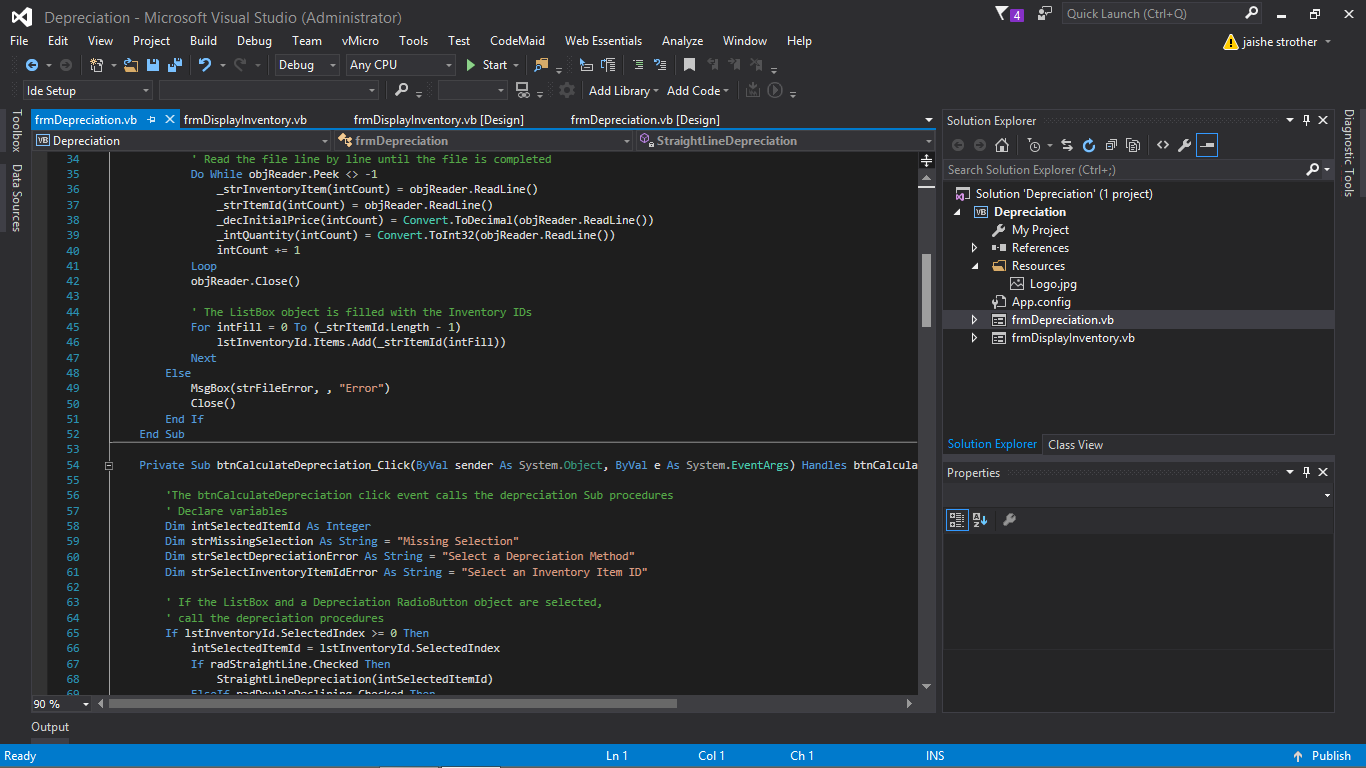 Depreciation - Microsoft Visual Studio (Administrator)
4
Quick Launch (Ctrl+Q)
File Edit View Project Build Debug Team vMicro Tools Test CodeMaid Web Essentials Analyze Window Help
jaishe strother
Debug Any CPU Start
Ide Setup Add Library Add Code
Toolbox
Data Sources
frmDepreciation.vb frmDisplayInventory.vb frmDisplayInventory.vb [Design] frmDepreciation.vb [Design]
VB Depreciation frmDepreciation StraightLineDepreciation
34 ' Read the file line by line until the file is completed
35 Do While objReader.Peek <> -1
36 _strInventoryItem(intCount) = objReader.ReadLine()
37 _strItemId(intCount) = objReader.ReadLine()
38 _decInitialPrice(intCount) = Convert.ToDecimal(objReader.ReadLine())
39 _intQuantity(intCount) = Convert.ToInt32(objReader.ReadLine())
40 intCount += 1
41 Loop
42 objReader.Close()
43
44 ' The ListBox object is filled with the Inventory IDs
45 For intFill = 0 To (_strItemId.Length - 1)
46 lstInventoryId.Items.Add(_strItemId(intFill))
47 Next
48 Else
49 MsgBox(strFileError, , "Error")
50 Close()
51 End If
52 End Sub
53
54 Private Sub btnCalculateDepreciation_Click(ByVal sender As System.Object, ByVal e As System.EventArgs) Handles btnCalcula
55
56 'The btnCalculateDepreciation click event calls the depreciation Sub procedures
57 ' Declare variables
58 Dim intSelectedItemId As Integer
59 Dim strMissingSelection As String = "Missing Selection"
60 Dim strSelectDepreciationError As String = "Select a Depreciation Method"
61 Dim strSelectInventoryItemIdError As String = "Select an Inventory Item ID"
62
63 ' If the ListBox and a Depreciation RadioButton object are selected,
64 ' call the depreciation procedures
65 If lstInventoryId.SelectedIndex >= 0 Then
66 intSelectedItemId = lstInventoryId.SelectedIndex
67 If radStraightLine.Checked Then
68 StraightLineDepreciation(intSelectedItemId)
69 ElseIf radDoubleDeclining.Checked Then
90 %
Output
Solution Explorer
Search Solution Explorer (Ctrl+;)
Solution 'Depreciation' (1 project)
VB Depreciation
My Project
References
Resources
Logo.jpg
App.config
frmDepreciation.vb
frmDisplayInventory.vb
Solution Explorer Class View
Properties
Diagnostic Tools
Ready Ln 1 Col 1 Ch 1 INS Publish